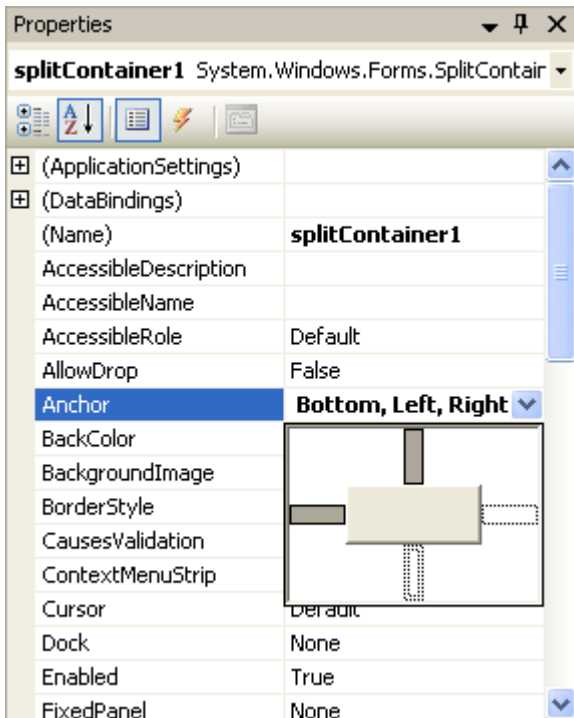 Properties
splitContainer1 System.Windows.Forms.SplitContair
(ApplicationSettings)
(DataBindings)
(Name) splitContainer1
AccessibleDescription
AccessibleName
AccessibleRole Default
AllowDrop False
Anchor Bottom, Left, Right
BackColor
BackgroundImage
BorderStyle
CausesValidation
ContextMenuStrip
Cursor Default
Dock None
Enabled True
FixedPanel None